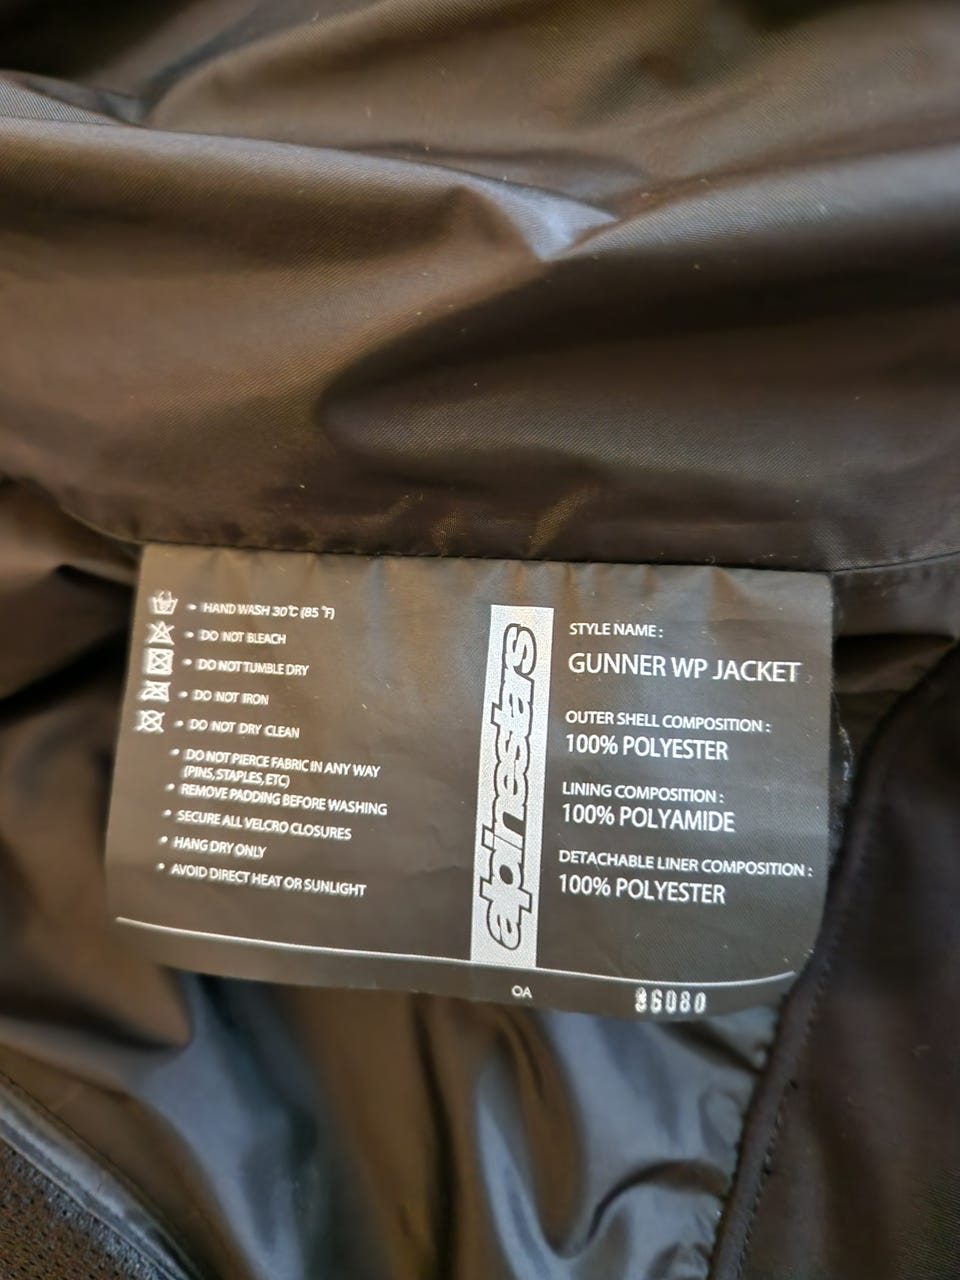 • HAND WASH 30℃ (85 ℉)
• DO NOT BLEACH
• DO NOT TUMBLE DRY
• DO NOT IRON
• DO NOT DRY CLEAN
• DO NOT PIERCE FABRIC IN ANY WAY
(PINS, STAPLES, ETC)
• REMOVE PADDING BEFORE WASHING
• SECURE ALL VELCRO CLOSURES
• HANG DRY ONLY
• AVOID DIRECT HEAT OR SUNLIGHT
alpinestars
STYLE NAME :
GUNNER WP JACKET
OUTER SHELL COMPOSITION :
100% POLYESTER
LINING COMPOSITION :
100% POLYAMIDE
DETACHABLE LINER COMPOSITION :
100% POLYESTER
OA